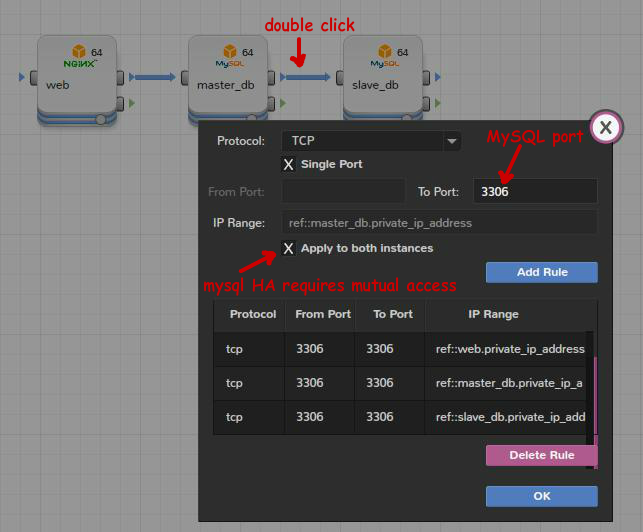 double click
64
NGINX
web
64
MySQL
master_db
64
MySQL
slave_db
X
Protocol:
TCP
MySQL port
X Single Port
From Port:
To Port:
3306
IP Range:
ref::master_db.private_ip_address
X Apply to both instances
Add Rule
mysql HA requires mutual access
Protocol From Port To Port IP Range
tcp 3306 3306 ref::web.private_ip_address
tcp 3306 3306 ref::master_db.private_ip_a
tcp 3306 3306 ref::slave_db.private_ip_add
Delete Rule
OK